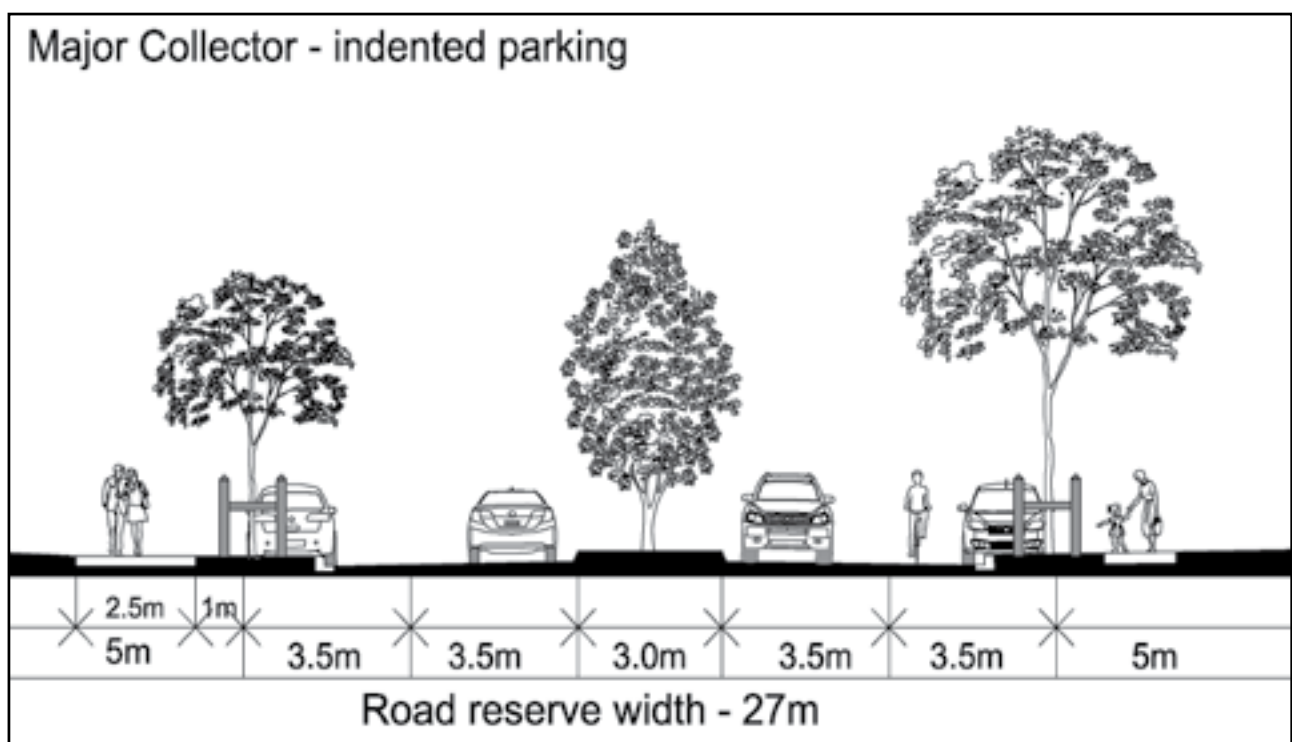 Major Collector - indented parking
2.5m 1m
5m 3.5m 3.5m 3.0m 3.5m 3.5m 5m
Road reserve width - 27m